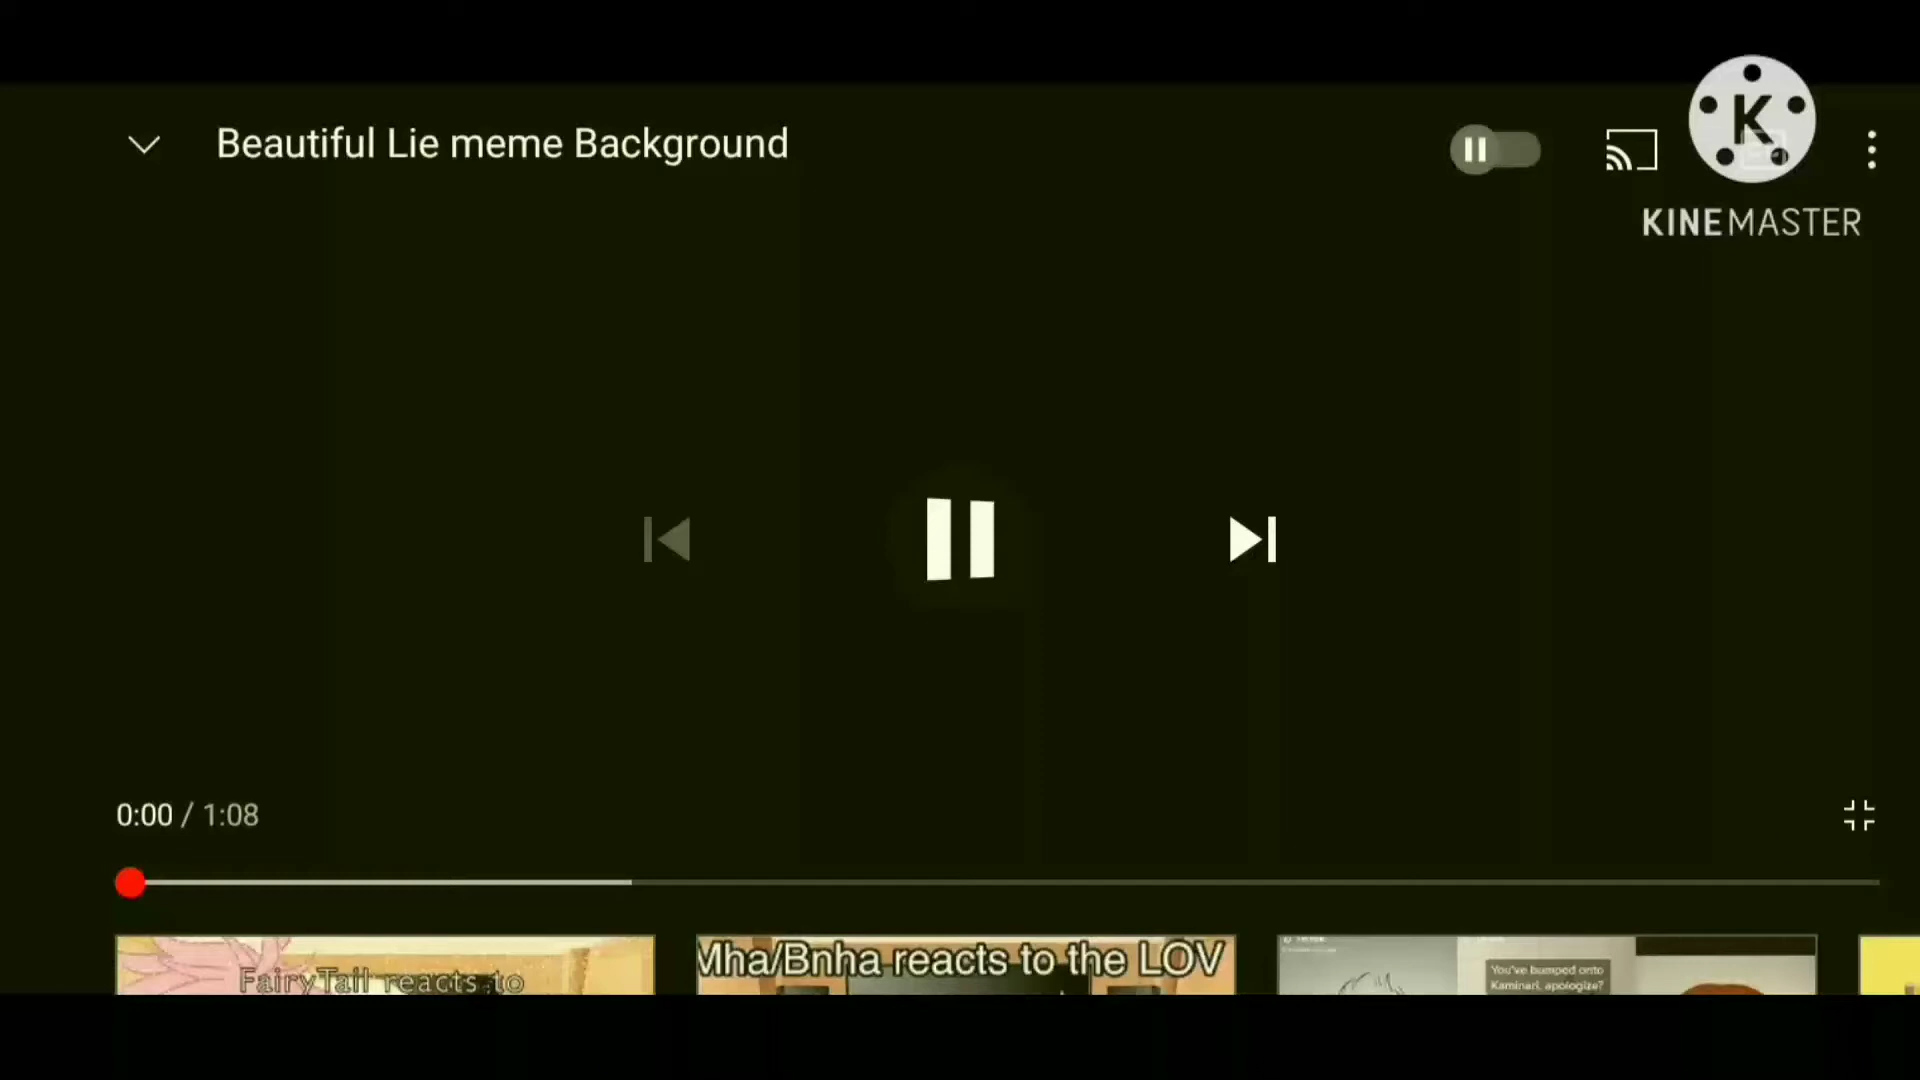 Beautiful Lie meme Background
K
KINEMASTER
0:00 / 1:08
FairyTail reacts to
Mha/Bnha reacts to the LOV
You've bumped onto
Kaminari, apologize?